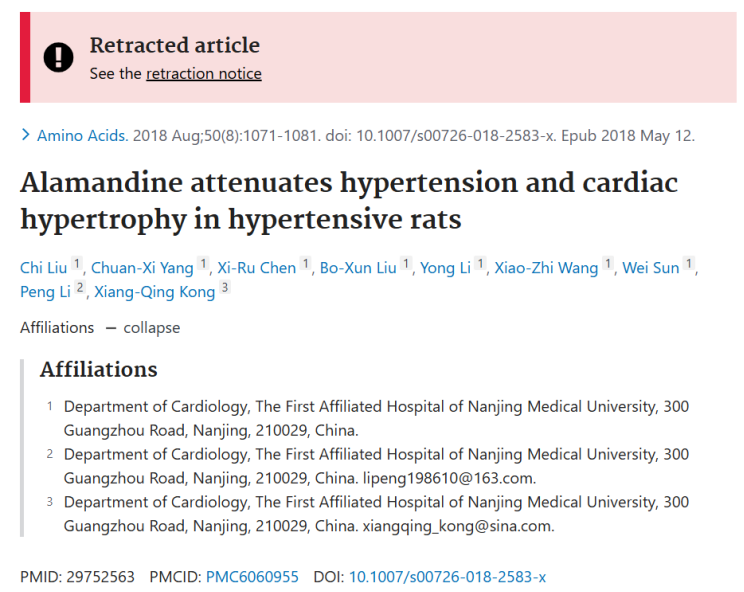 Retracted article
See the retraction notice
Amino Acids. 2018 Aug;50(8):1071-1081. doi: 10.1007/s00726-018-2583-x. Epub 2018 May 12.
Alamandine attenuates hypertension and cardiac
hypertrophy in hypertensive rats
Chi Liu 1, Chuan-Xi Yang 1, Xi-Ru Chen 1, Bo-Xun Liu 1, Yong Li 1, Xiao-Zhi Wang 1, Wei Sun 1,
Peng Li 2, Xiang-Qing Kong 3
Affiliations — collapse
Affiliations
1 Department of Cardiology, The First Affiliated Hospital of Nanjing Medical University, 300
Guangzhou Road, Nanjing, 210029, China.
2 Department of Cardiology, The First Affiliated Hospital of Nanjing Medical University, 300
Guangzhou Road, Nanjing, 210029, China. lipeng198610@163.com.
3 Department of Cardiology, The First Affiliated Hospital of Nanjing Medical University, 300
Guangzhou Road, Nanjing, 210029, China. xiangqing_kong@sina.com.
PMID: 29752563 PMCID: PMC6060955 DOI: 10.1007/s00726-018-2583-x